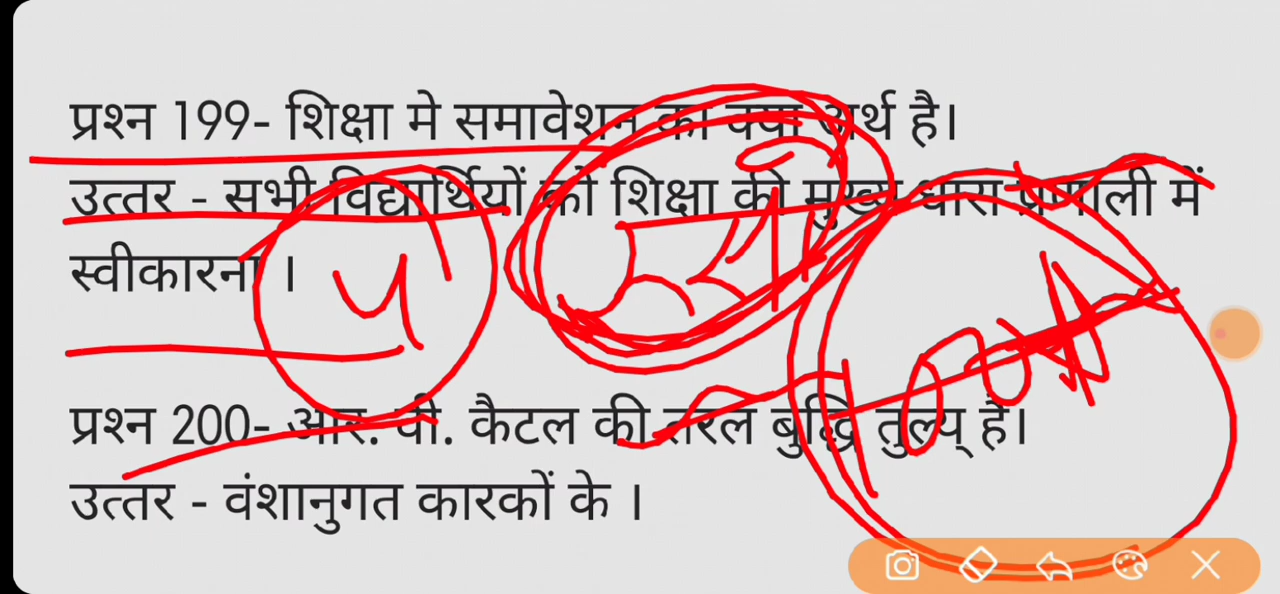 प्रश्न 199- शिक्षा मे समावेशन का क्या अर्थ है।
उत्तर - सभी विद्यार्थियों को शिक्षा की मुख्य धारा प्रणाली में
स्वीकारना ।
प्रश्न 200- आर. वी. कैटल की तरल बुद्धि तुल्य् है।
उत्तर - वंशानुगत कारकों के ।